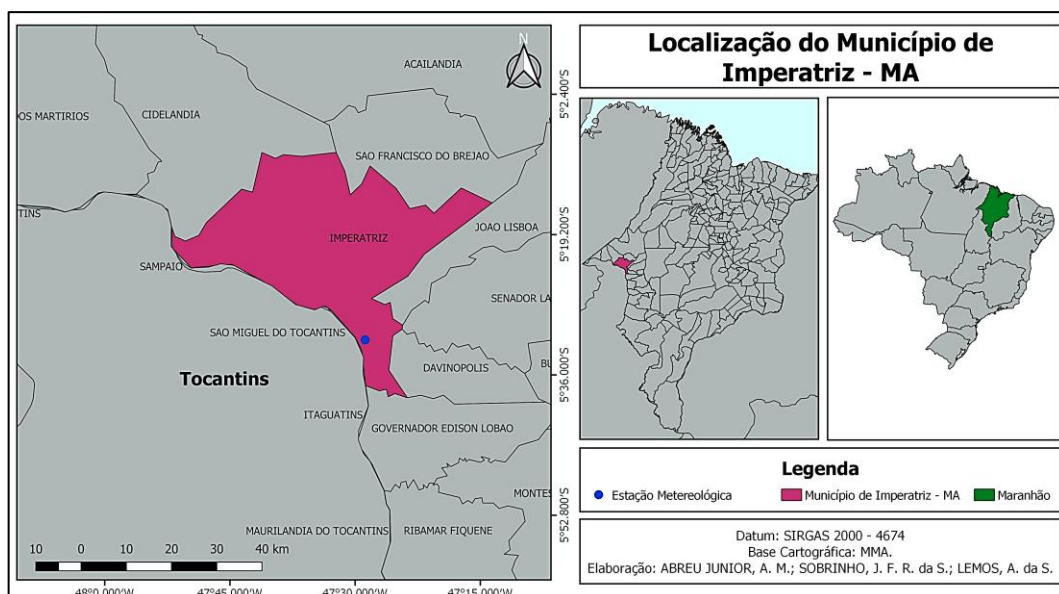 Localização do Município de
Imperatriz - MA
N
ACAILANDIA
5°2.400'S
OS MARTIRIOS
CIDELANDIA
SAO FRANCISCO DO BREJAO
TINS
JOAO LISBOA
IMPERATRIZ
5°19.200'S
SAMPAIO
SENADOR LA
SAO MIGUEL DO TOCANTINS
DAVINOPOLIS
BU
5°36.000'S
Tocantins
ITAGUATINS
GOVERNADOR EDISON LOBAO
MONTES
5°52.800'S
MAURILANDIA DO TOCANTINS
RIBAMAR FIQUENE
10 0 10 20 30 40 km
48°0.000'W 47°45.000'W 47°30.000'W 47°15.000'W
Legenda
Estação Metereológica
Município de Imperatriz - MA
Maranhão
Datum: SIRGAS 2000 - 4674
Base Cartográfica: MMA.
Elaboração: ABREU JUNIOR, A. M.; SOBRINHO, J. F. R. da S.; LEMOS, A. da S.